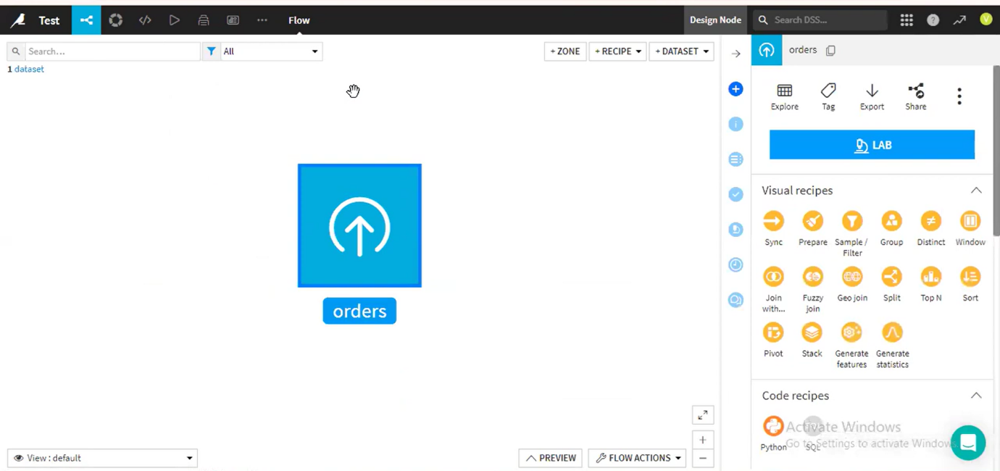 Test
Flow
Design Node
Search DSS...
V
Search...
All
+ ZONE
+ RECIPE
+ DATASET
1 dataset
orders
orders
Explore
Tag
Export
Share
LAB
Visual recipes
Sync
Prepare
Sample /
Filter
Group
Distinct
Window
Join
with...
Fuzzy
join
Geo join
Split
Top N
Sort
Pivot
Stack
Generate
features
Generate
statistics
Code recipes
Python
SQL
Activate Windows
Go to Settings to activate Windows.
View : default
PREVIEW
FLOW ACTIONS